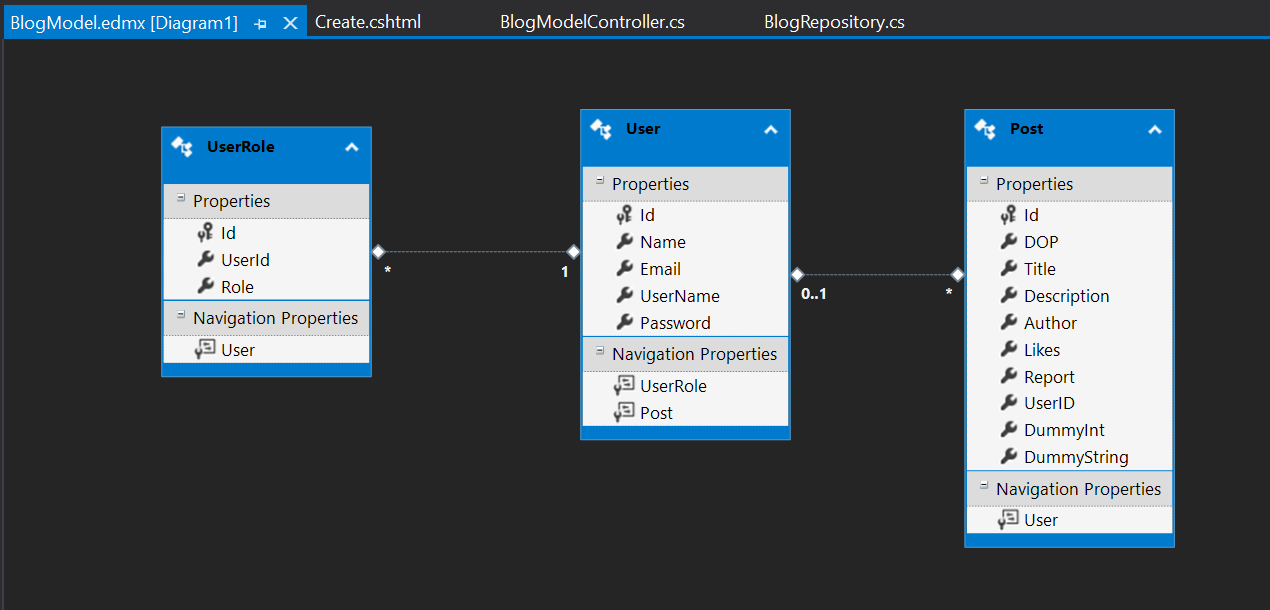 BlogModel.edmx [Diagram1] Create.cshtml BlogModelController.cs BlogRepository.cs
UserRole
Properties
Id
UserId
Role
Navigation Properties
User
*
1
User
Properties
Id
Name
Email
UserName
Password
Navigation Properties
UserRole
Post
0..1
*
Post
Properties
Id
DOP
Title
Description
Author
Likes
Report
UserID
DummyInt
DummyString
Navigation Properties
User